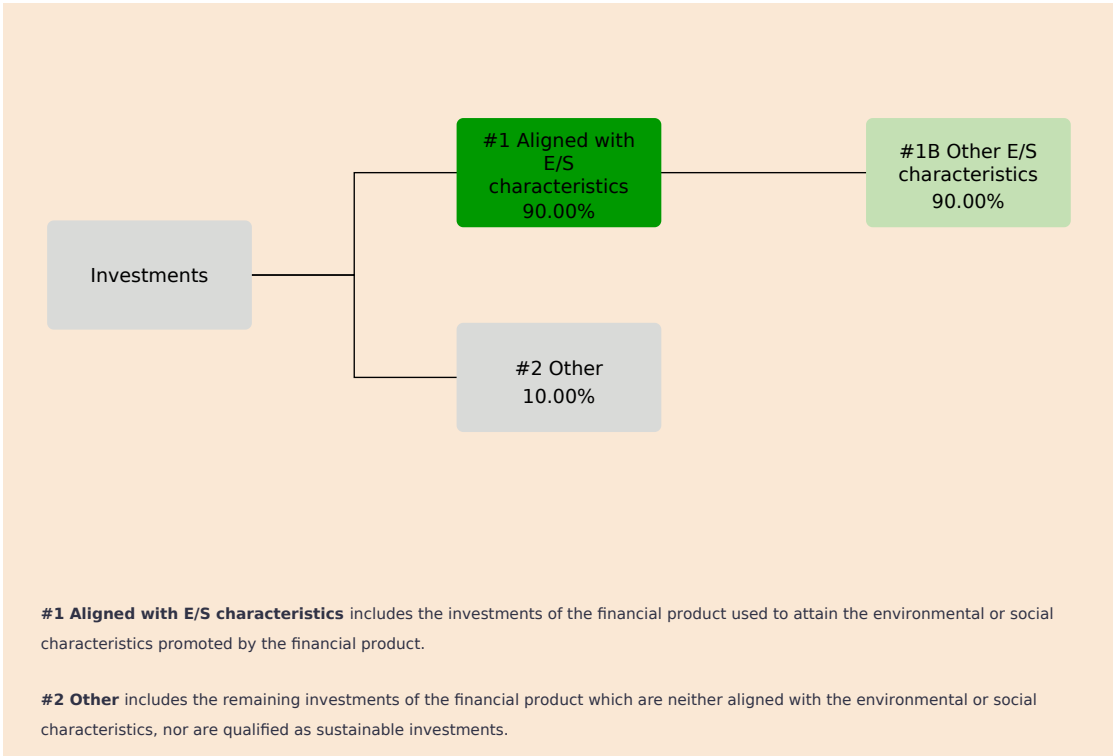 #1 Aligned with
E/S
characteristics
90.00%
#1B Other E/S
characteristics
90.00%
Investments
#2 Other
10.00%
#1 Aligned with E/S characteristics includes the investments of the financial product used to attain the environmental or social
characteristics promoted by the financial product.
#2 Other includes the remaining investments of the financial product which are neither aligned with the environmental or social
characteristics, nor are qualified as sustainable investments.